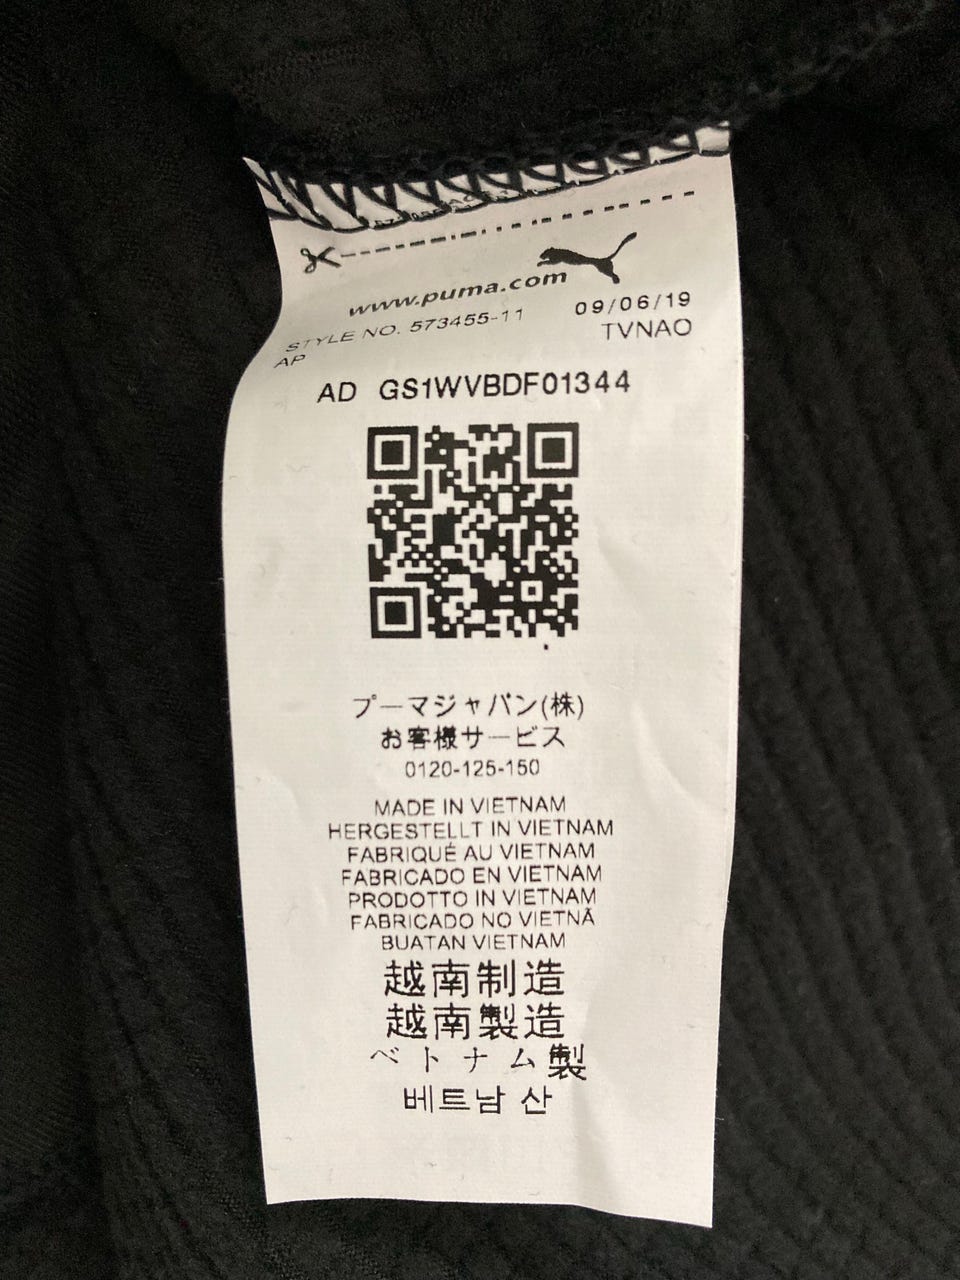 www.puma.com
STYLE NO. 573455-11 09/06/19
AP TVNAO
AD GS1WVBDF01344
プーマジャパン(株)
お客様サービス
0120-125-150
MADE IN VIETNAM
HERGESTELLT IN VIETNAM
FABRIQUÉ AU VIETNAM
FABRICADO EN VIETNAM
PRODOTTO IN VIETNAM
FABRICADO NO VIETNÃ
BUATAN VIETNAM
越南制造
越南製造
ベトナム製
베트남 산